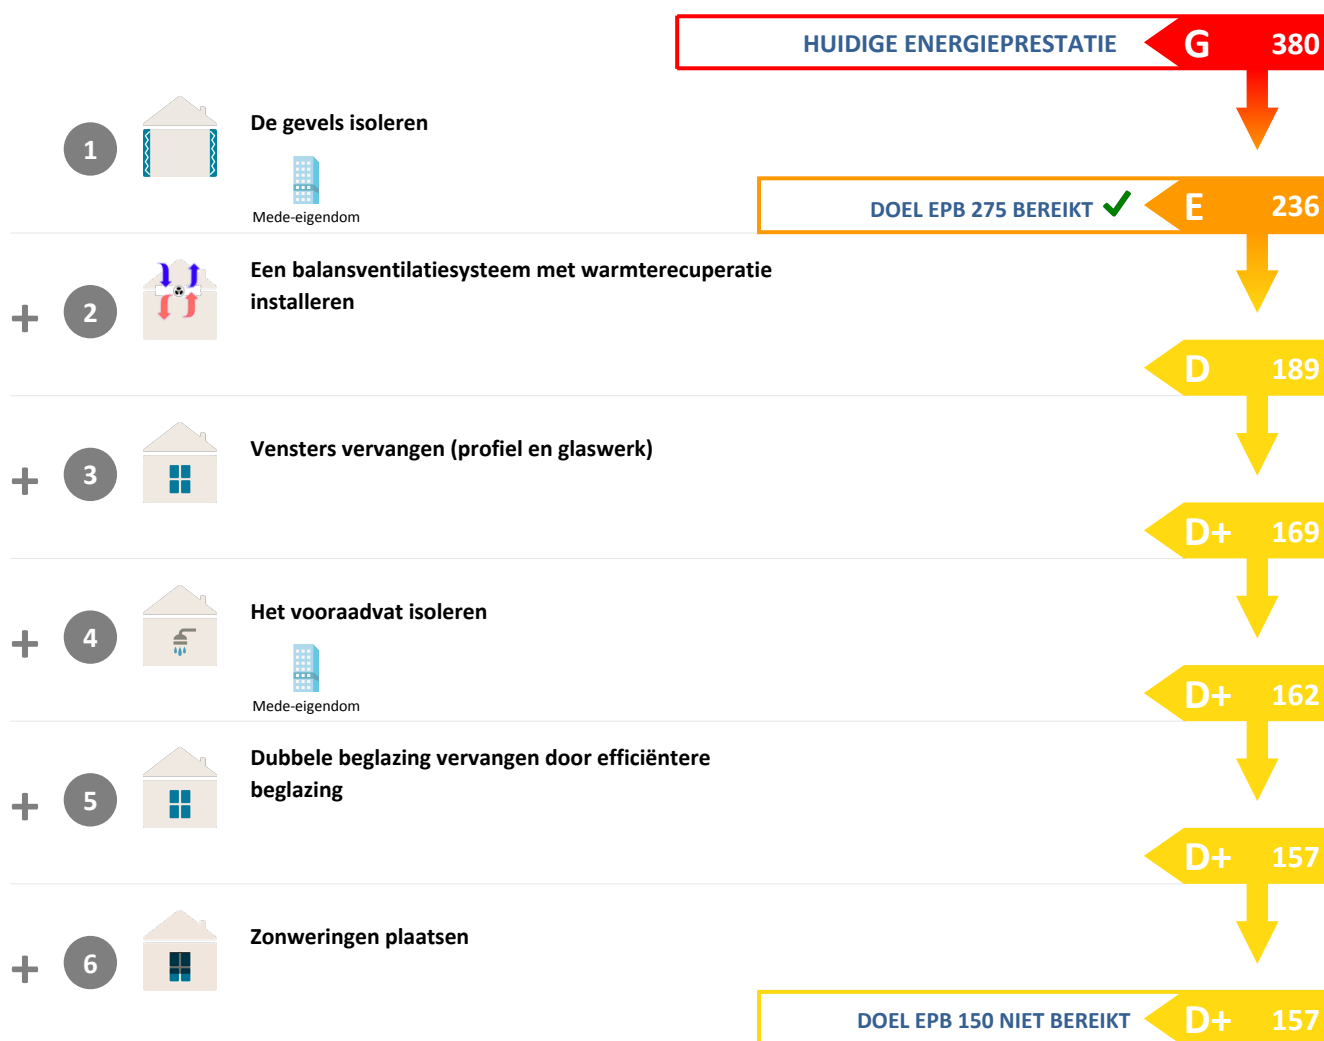 HUIDIGE ENERGIEPRESTATIE G 380
1 De gevels isoleren
Mede-eigendom
DOEL EPB 275 BEREIKT E 236
+ 2 Een balansventilatiesysteem met warmterecuperatie
installeren
D 189
+ 3 Vensters vervangen (profiel en glaswerk)
D+ 169
+ 4 Het vooraadvat isoleren
Mede-eigendom
D+ 162
+ 5 Dubbele beglazing vervangen door efficiëntere
beglazing
D+ 157
+ 6 Zonweringen plaatsen
DOEL EPB 150 NIET BEREIKT D+ 157